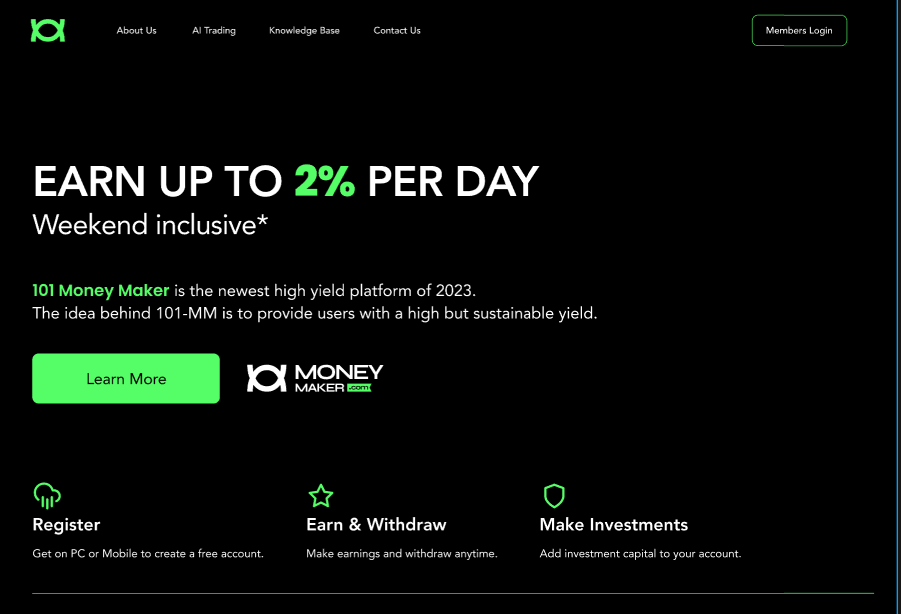 About Us
AI Trading
Knowledge Base
Contact Us
Members Login
EARN UP TO 2% PER DAY
Weekend inclusive*
101 Money Maker is the newest high yield platform of 2023.
The idea behind 101-MM is to provide users with a high but sustainable yield.
Learn More
MONEY
MAKER .com
Register
Get on PC or Mobile to create a free account.
Earn & Withdraw
Make earnings and withdraw anytime.
Make Investments
Add investment capital to your account.